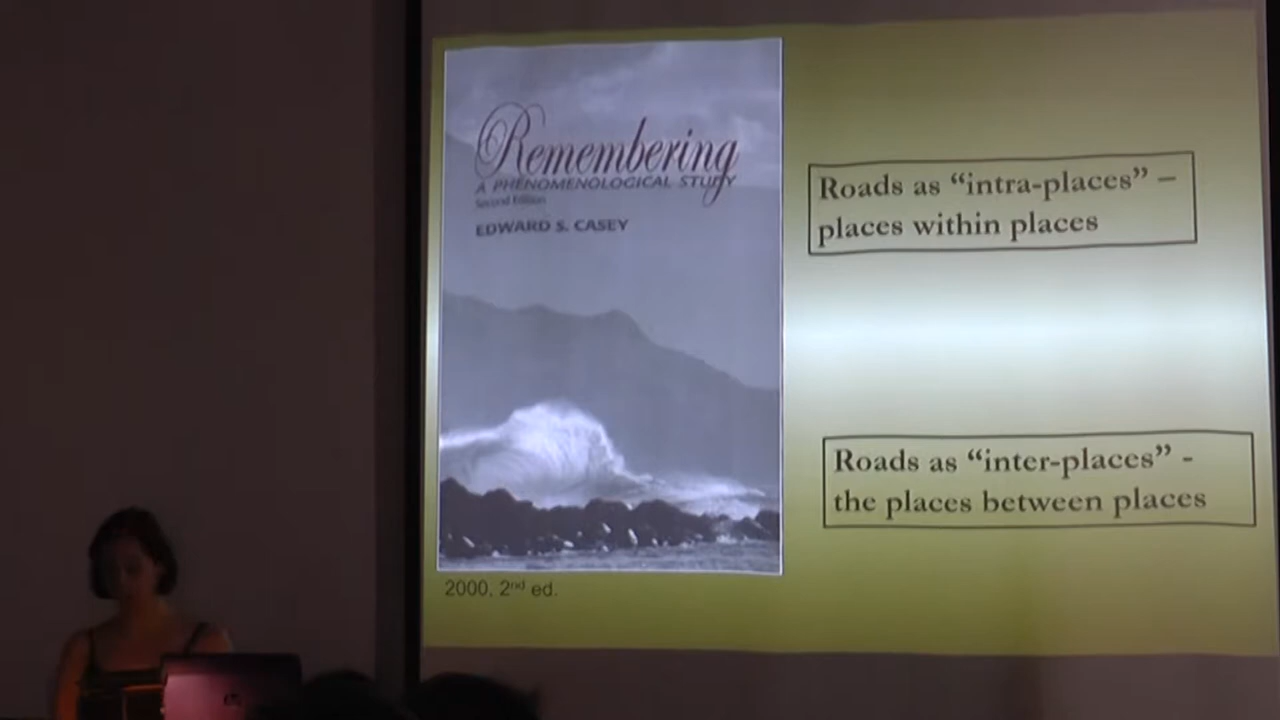 Remembering
A PHENOMENOLOGICAL STUDY
Second Edition
EDWARD S. CASEY
2000, 2nd ed.
Roads as “intra-places” –
places within places
Roads as “inter-places” -
the places between places